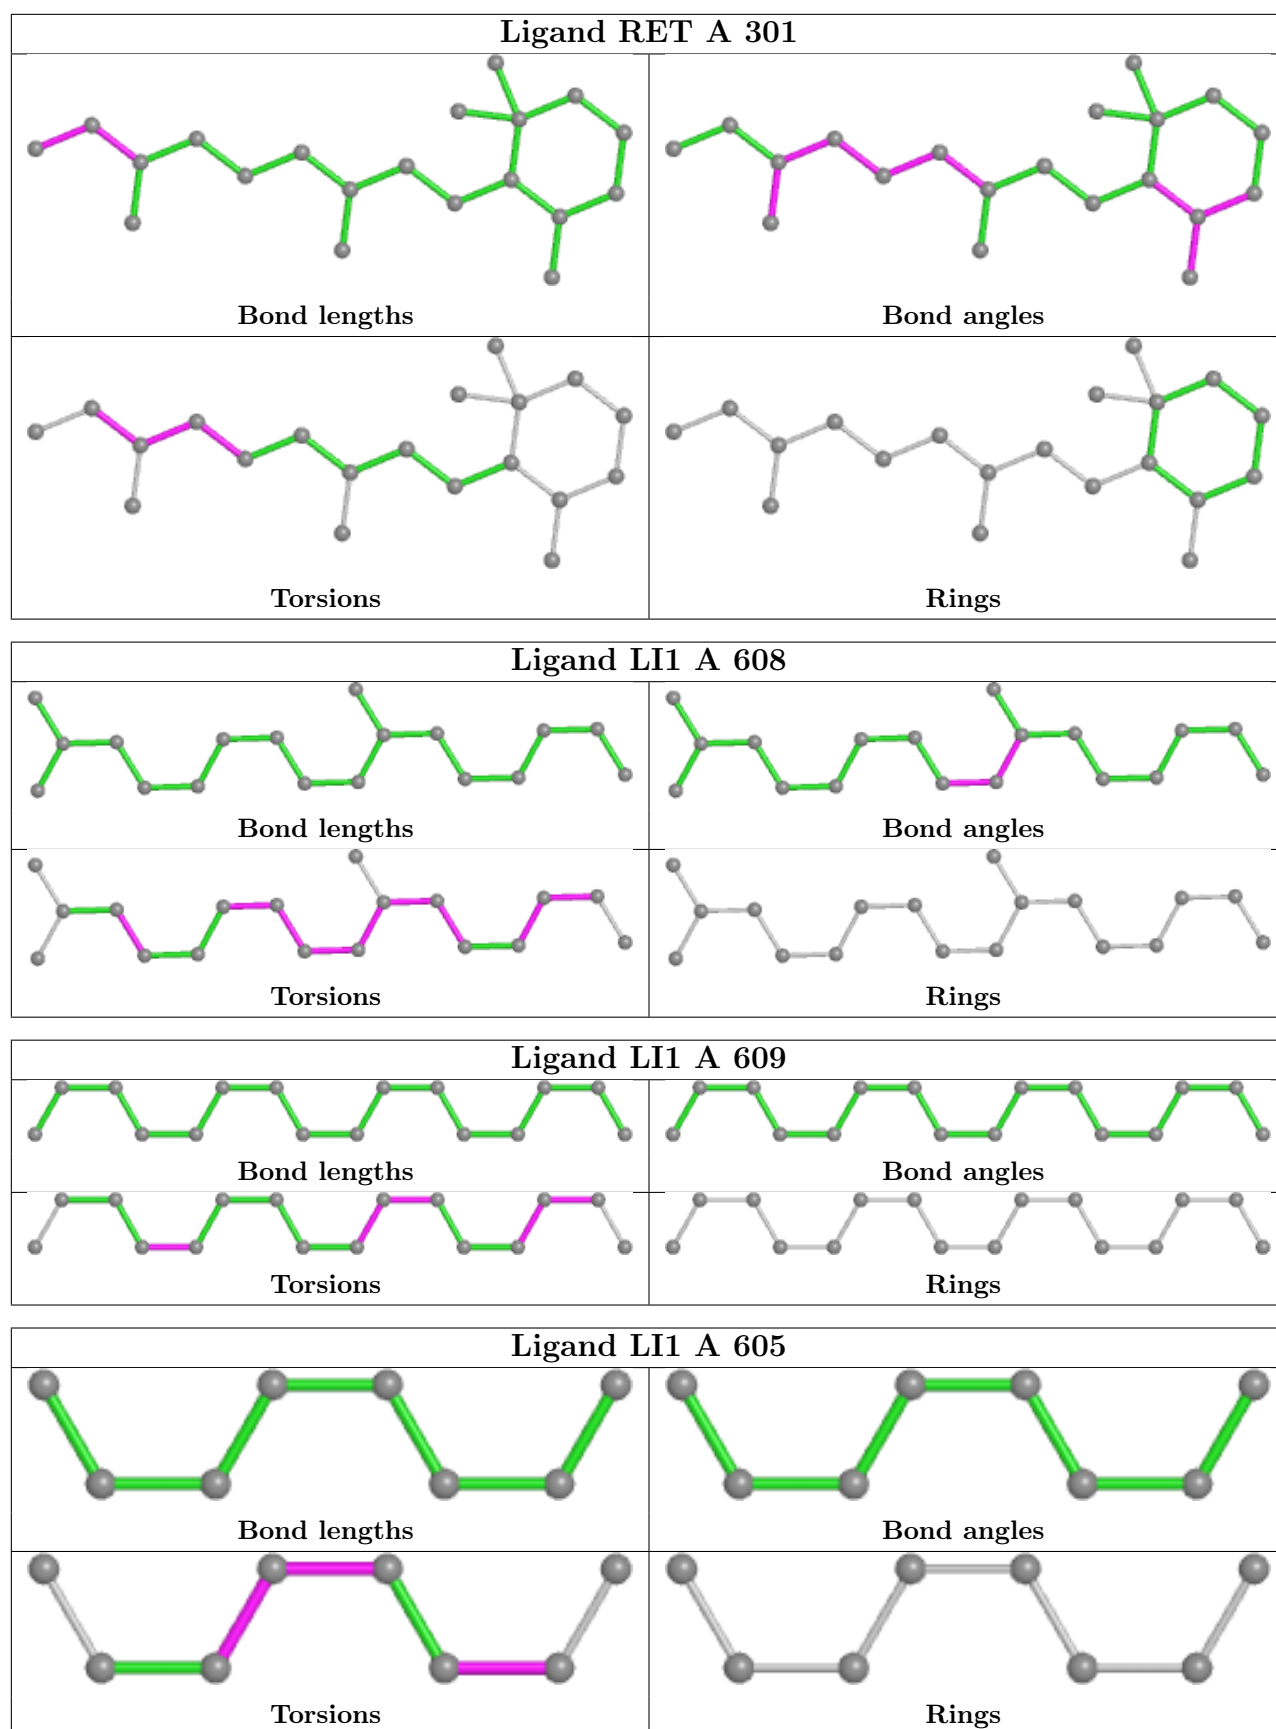 Ligand RET A 301
Bond lengths
Bond angles
Torsions
Rings
Ligand LI1 A 608
Bond lengths
Bond angles
Torsions
Rings
Ligand LI1 A 609
Bond lengths
Bond angles
Torsions
Rings
Ligand LI1 A 605
Bond lengths
Bond angles
Torsions
Rings